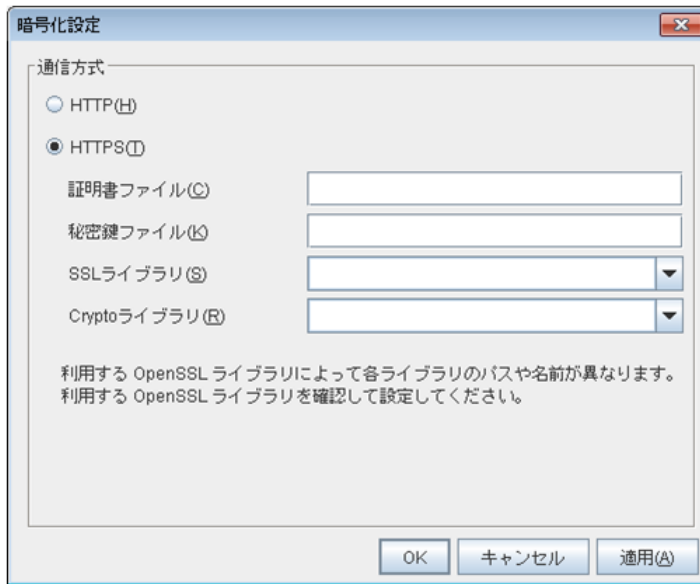 暗号化設定
通信方式
HTTP(H)
HTTPS(T)
証明書ファイル(C)
秘密鍵ファイル(K)
SSLライブラリ(S)
Cryptoライブラリ(R)
利用する OpenSSL ライブラリによって各ライブラリのパスや名前が異なります。
利用する OpenSSL ライブラリを確認して設定してください。
OK キャンセル 適用(A)